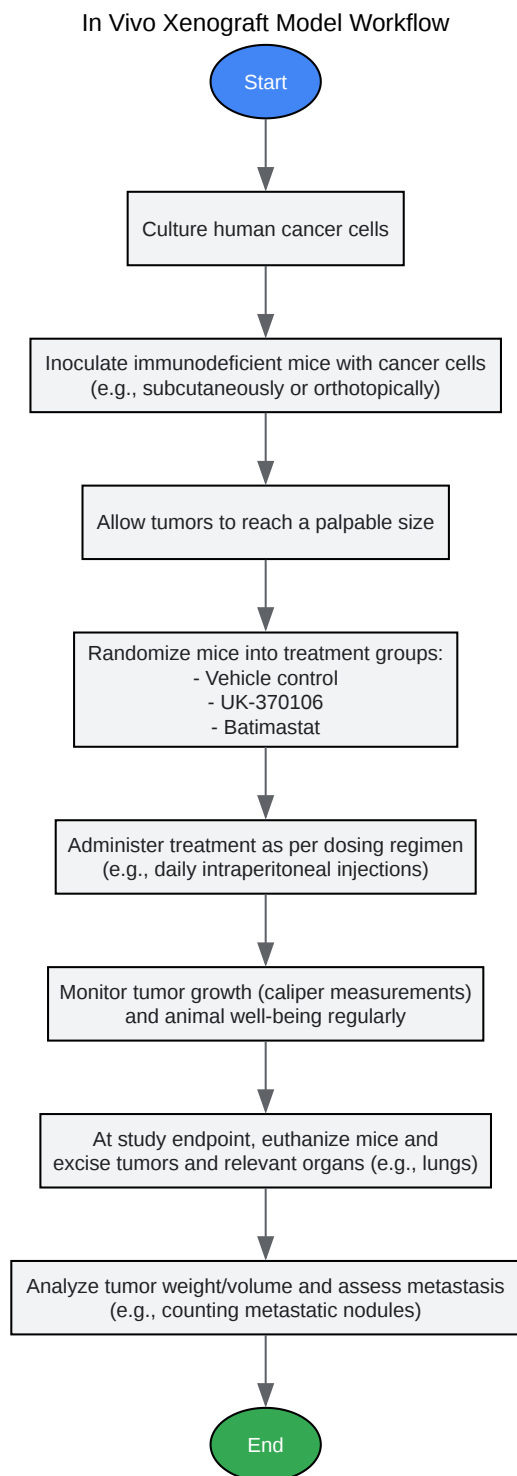 In Vivo Xenograft Model Workflow
Start
Culture human cancer cells
Inoculate immunodeficient mice with cancer cells
(e.g., subcutaneously or orthotopically)
Allow tumors to reach a palpable size
Randomize mice into treatment groups:
- Vehicle control
- UK-370106
- Batimastat
Administer treatment as per dosing regimen
(e.g., daily intraperitoneal injections)
Monitor tumor growth (caliper measurements)
and animal well-being regularly
At study endpoint, euthanize mice and
excise tumors and relevant organs (e.g., lungs)
Analyze tumor weight/volume and assess metastasis
(e.g., counting metastatic nodules)
End